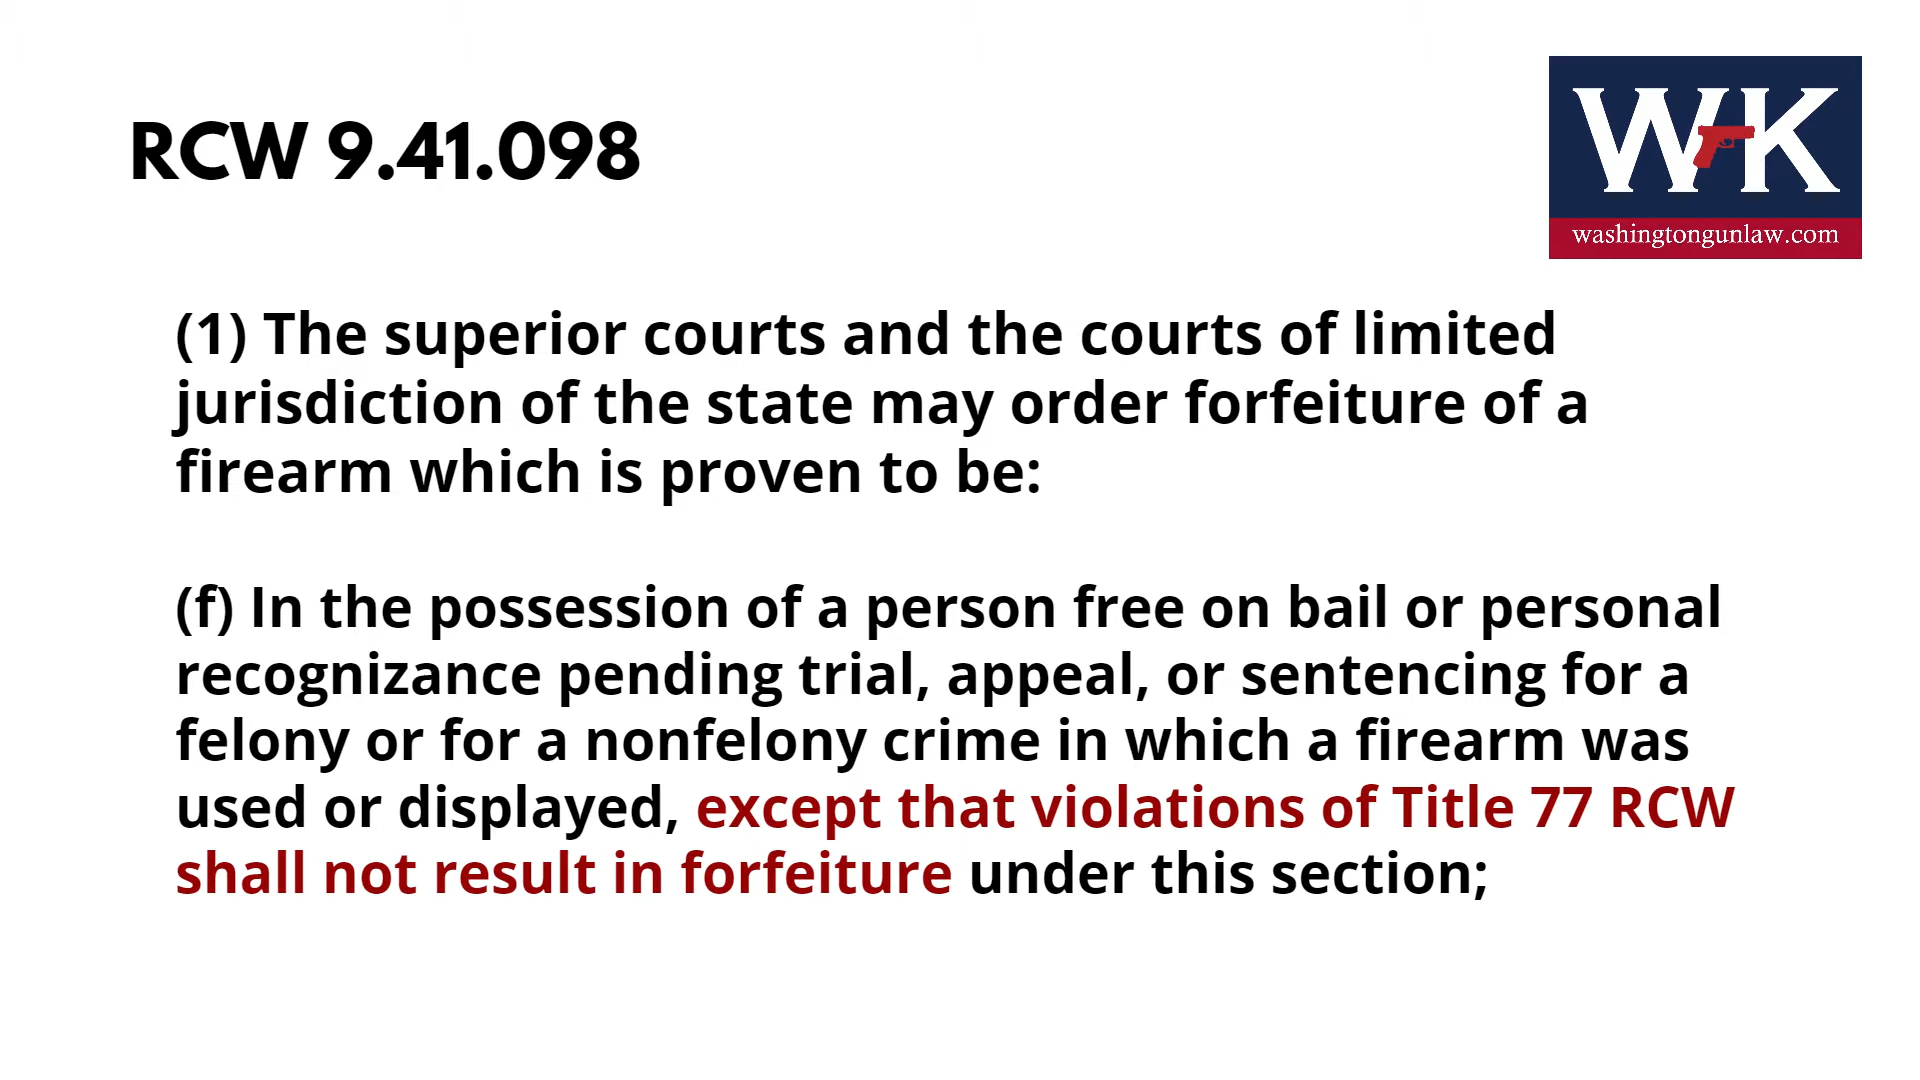 RCW 9.41.098
WK
washingtongunlaw.com
(1) The superior courts and the courts of limited
jurisdiction of the state may order forfeiture of a
firearm which is proven to be:
(f) In the possession of a person free on bail or personal
recognizance pending trial, appeal, or sentencing for a
felony or for a nonfelony crime in which a firearm was
used or displayed, except that violations of Title 77 RCW
shall not result in forfeiture under this section;